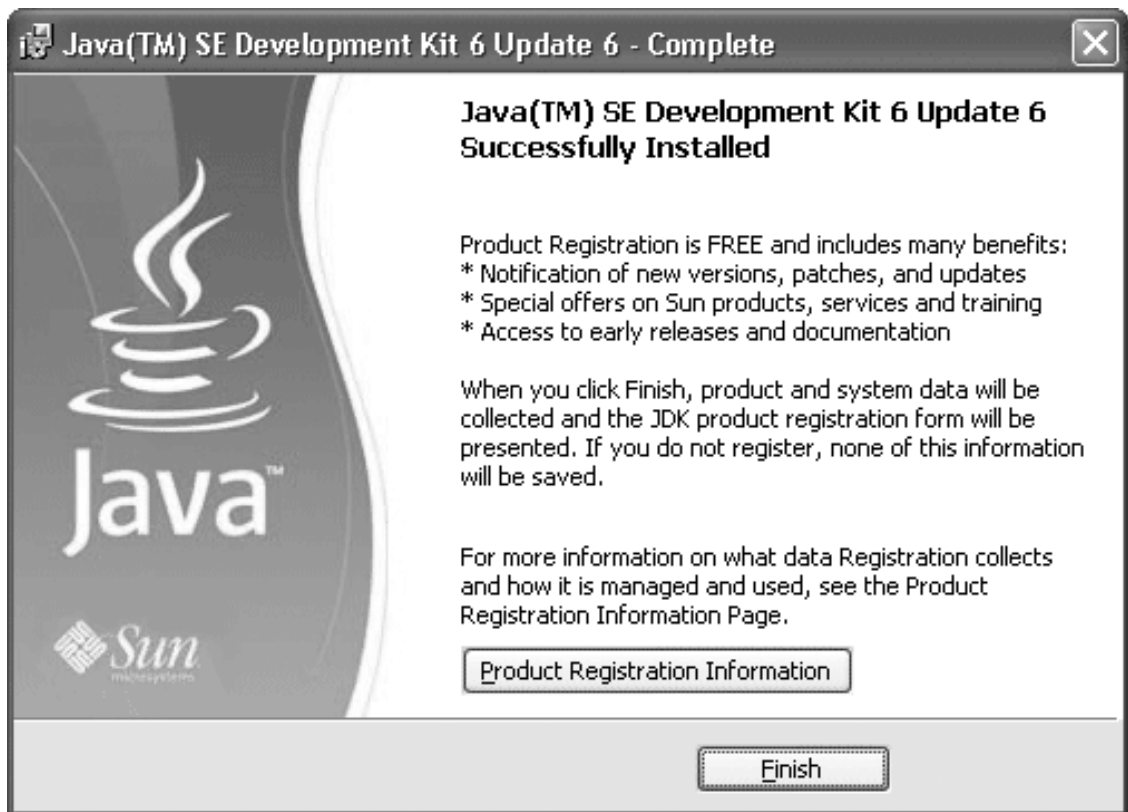 Java(TM) SE Development Kit 6 Update 6 - Complete
Java(TM) SE Development Kit 6 Update 6
Successfully Installed
Product Registration is FREE and includes many benefits:
* Notification of new versions, patches, and updates
* Special offers on Sun products, services and training
* Access to early releases and documentation
When you click Finish, product and system data will be
collected and the JDK product registration form will be
presented. If you do not register, none of this information
will be saved.
For more information on what data Registration collects
and how it is managed and used, see the Product
Registration Information Page.
Product Registration Information
Finish
Java™
Sun
microsystems